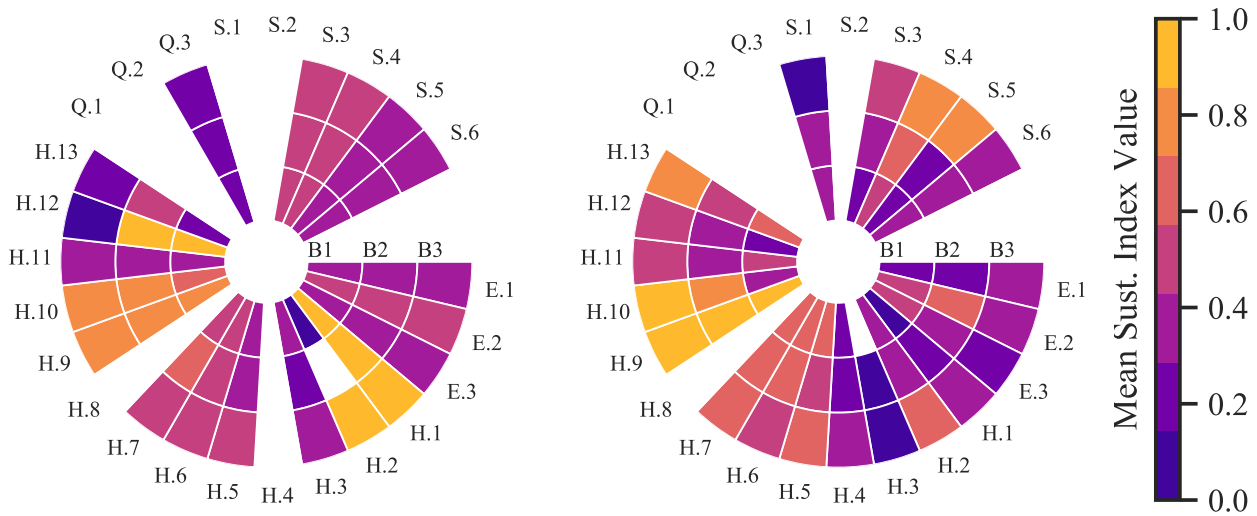 S.1
S.2
Q.3
S.3
Q.2
S.4
Q.1
S.5
S.6
H.13
H.12
H.11
B1 B2 B3
E.1
H.10
E.2
H.9
E.3
H.8
H.1
H.7
H.2
H.6
H.3
H.5
H.4
S.1
S.2
Q.3
S.3
Q.2
S.4
Q.1
S.5
S.6
H.13
H.12
H.11
B1 B2 B3
E.1
H.10
E.2
H.9
E.3
H.8
H.1
H.7
H.2
H.6
H.3
H.5
H.4
Mean Sust. Index Value
1.0
0.8
0.6
0.4
0.2
0.0